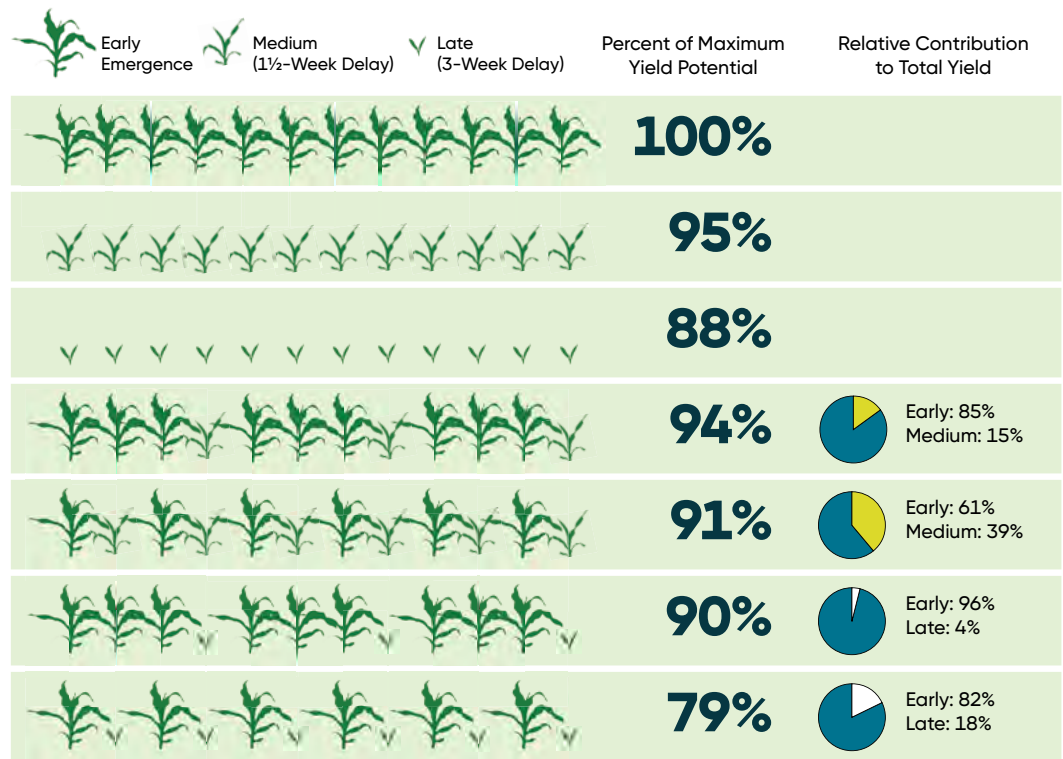 Early
Emergence
Medium
(1½-Week Delay)
Late
(3-Week Delay)
Percent of Maximum
Yield Potential
Relative Contribution
to Total Yield
100%
95%
88%
94%
Early: 85%
Medium: 15%
91%
Early: 61%
Medium: 39%
90%
Early: 96%
Late: 4%
79%
Early: 82%
Late: 18%